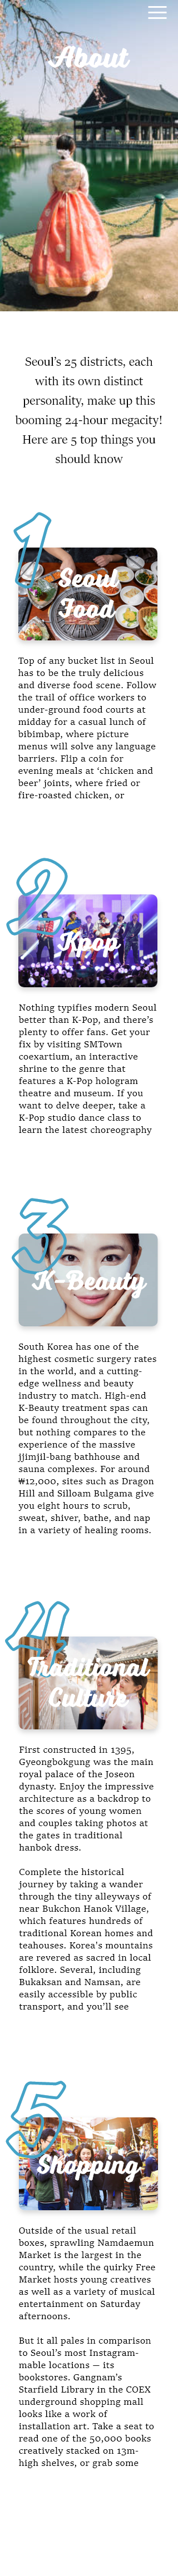 About
Seoul's 25 districts, each
with its own distinct
personality, make up this
booming 24-hour megacity!
Here are 5 top things you
should know
1
Seoul
Food
Top of any bucket list in Seoul
has to be the truly delicious
and diverse food scene. Follow
the trail of office workers to
under-ground food courts at
midday for a casual lunch of
bibimbap, where picture
menus will solve any language
barriers. Flip a coin for
evening meals at ‘chicken and
beer’ joints, where fried or
fire-roasted chicken, or
2
Kpop
Nothing typifies modern Seoul
better than K-Pop, and there’s
plenty to offer fans. Get your
fix by visiting SMTown
coexartium, an interactive
shrine to the genre that
features a K-Pop hologram
theatre and museum. If you
want to delve deeper, take a
K-Pop studio dance class to
learn the latest choreography
3
K-Beauty
South Korea has one of the
highest cosmetic surgery rates
in the world, and a cutting-
edge wellness and beauty
industry to match. High-end
K-Beauty treatment spas can
be found throughout the city,
but nothing compares to the
experience of the massive
jjimjil-bang bathhouse and
sauna complexes. For around
₩12,000, sites such as Dragon
Hill and Silloam Bulgama give
you eight hours to scrub,
sweat, shiver, bathe, and nap
in a variety of healing rooms.
4
Traditional
Culture
First constructed in 1395,
Gyeongbokgung was the main
royal palace of the Joseon
dynasty. Enjoy the impressive
architecture as a backdrop to
the scores of young women
and couples taking photos at
the gates in traditional
hanbok dress.
Complete the historical
journey by taking a wander
through the tiny alleyways of
near Bukchon Hanok Village,
which features hundreds of
traditional Korean homes and
teahouses. Korea’s mountains
are revered as sacred in local
folklore. Several, including
Bukaksan and Namsan, are
easily accessible by public
transport, and you’ll see
5
Shopping
Outside of the usual retail
boxes, sprawling Namdaemun
Market is the largest in the
country, while the quirky Free
Market hosts young creatives
as well as a variety of musical
entertainment on Saturday
afternoons.
But it all pales in comparison
to Seoul’s most Instagram-
mable locations — its
bookstores. Gangnam’s
Starfield Library in the COEX
underground shopping mall
looks like a work of
installation art. Take a seat to
read one of the 50,000 books
creatively stacked on 13m-
high shelves, or grab some